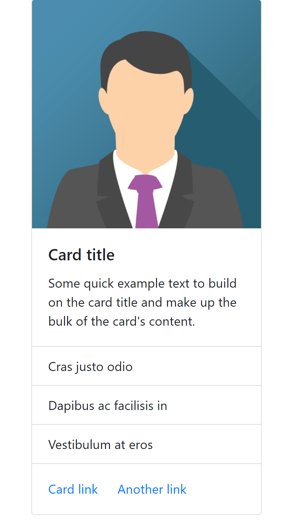 Card title
Some quick example text to build
on the card title and make up the
bulk of the card's content.
Cras justo odio
Dapibus ac facilisis in
Vestibulum at eros
Card link Another link